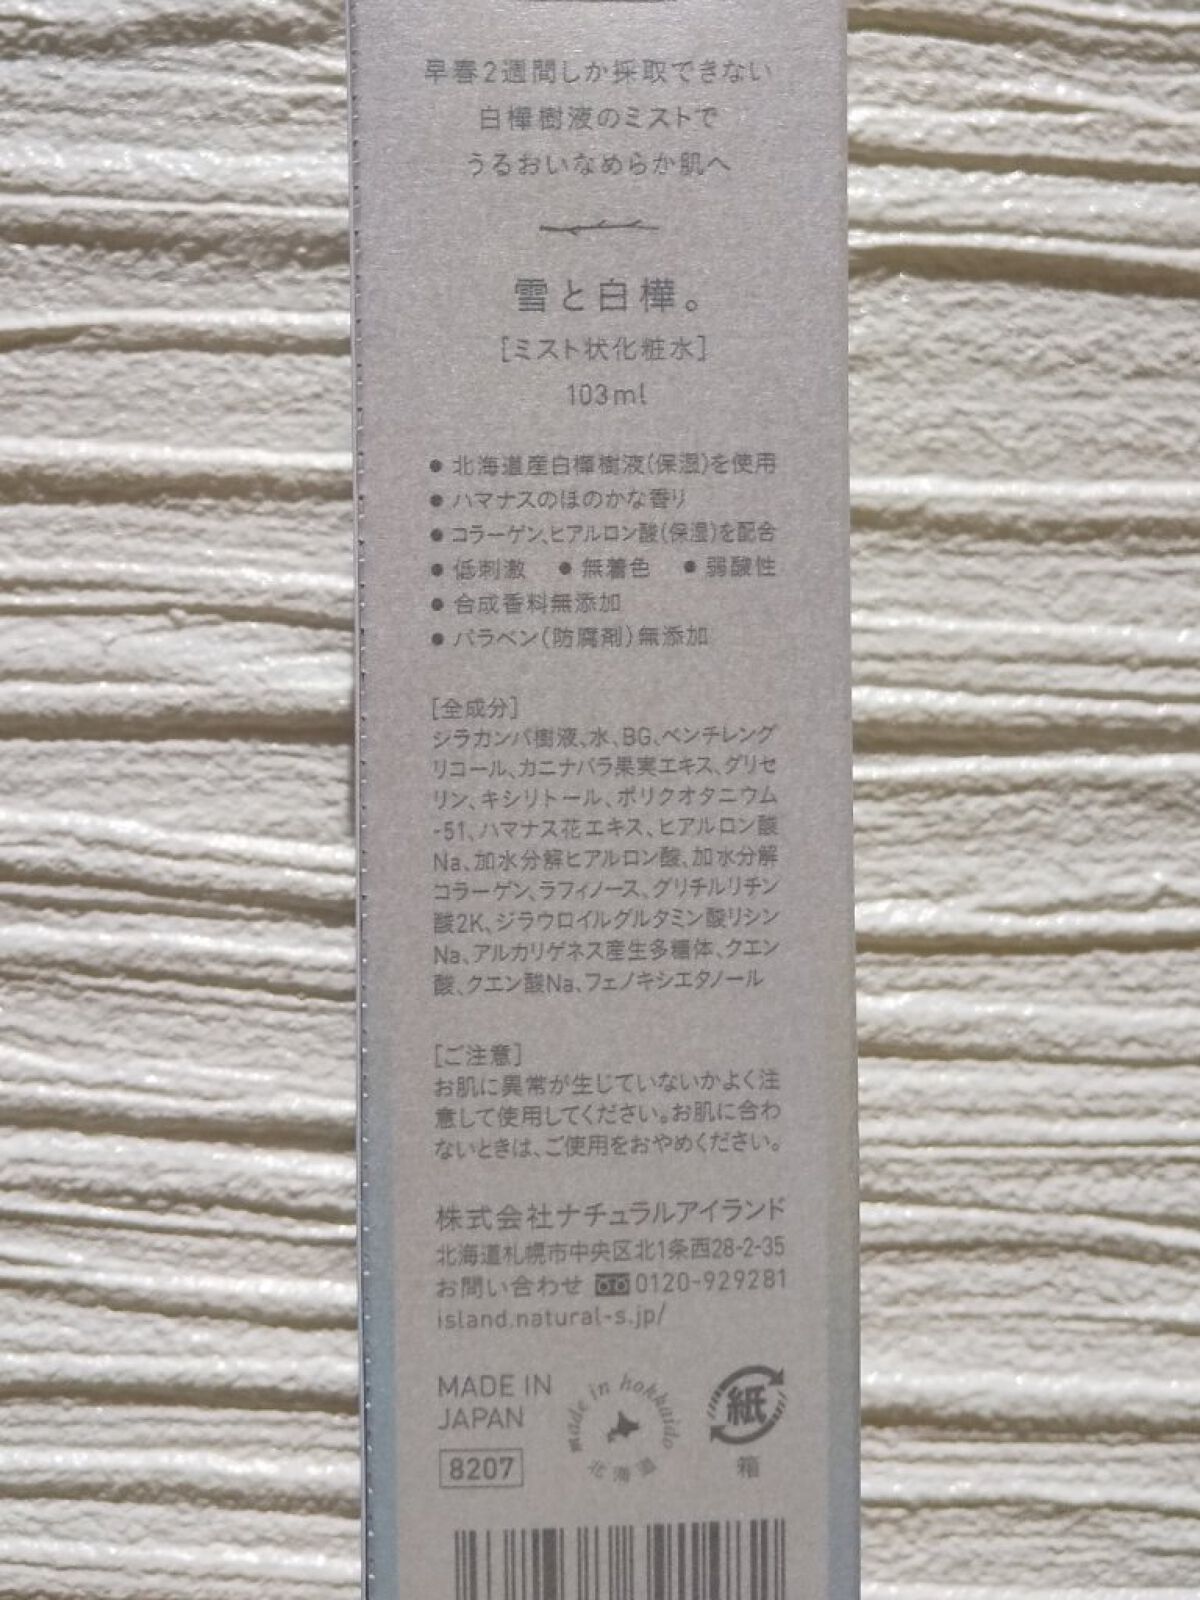 早春2週間しか採取できない
白樺樹液のミストで
うるおいなめらか肌へ
雪と白樺。
[ミスト状化粧水]
103ml
● 北海道産白樺樹液(保湿)を使用
● ハマナスのほのかな香り
● コラーゲン、ヒアルロン酸(保湿)を配合
● 低刺激 ● 無着色 ● 弱酸性
● 合成香料無添加
● パラベン(防腐剤)無添加
[全成分]
シラカンバ樹液、水、BG、ペンチレング
リコール、カニナバラ果実エキス、グリセ
リン、キシリトール、ポリクオタニウム
-51、ハマナス花エキス、ヒアルロン酸
Na、加水分解ヒアルロン酸、加水分解
コラーゲン、ラフィノース、グリチルリチン
酸2K、ジラウロイルグルタミン酸リシン
Na、アルカリゲネス産生多糖体、クエン
酸、クエン酸Na、フェノキシエタノール
[ご注意]
お肌に異常が生じていないかよく注
意して使用してください。お肌に合わ
ないときは、ご使用をおやめください。
株式会社ナチュラルアイランド
北海道札幌市中央区北1条西28-2-35
お問い合わせ 0120-929281
island.natural-s.jp/
MADE IN
JAPAN
8207
made in hokkaido
北海道
紙
箱